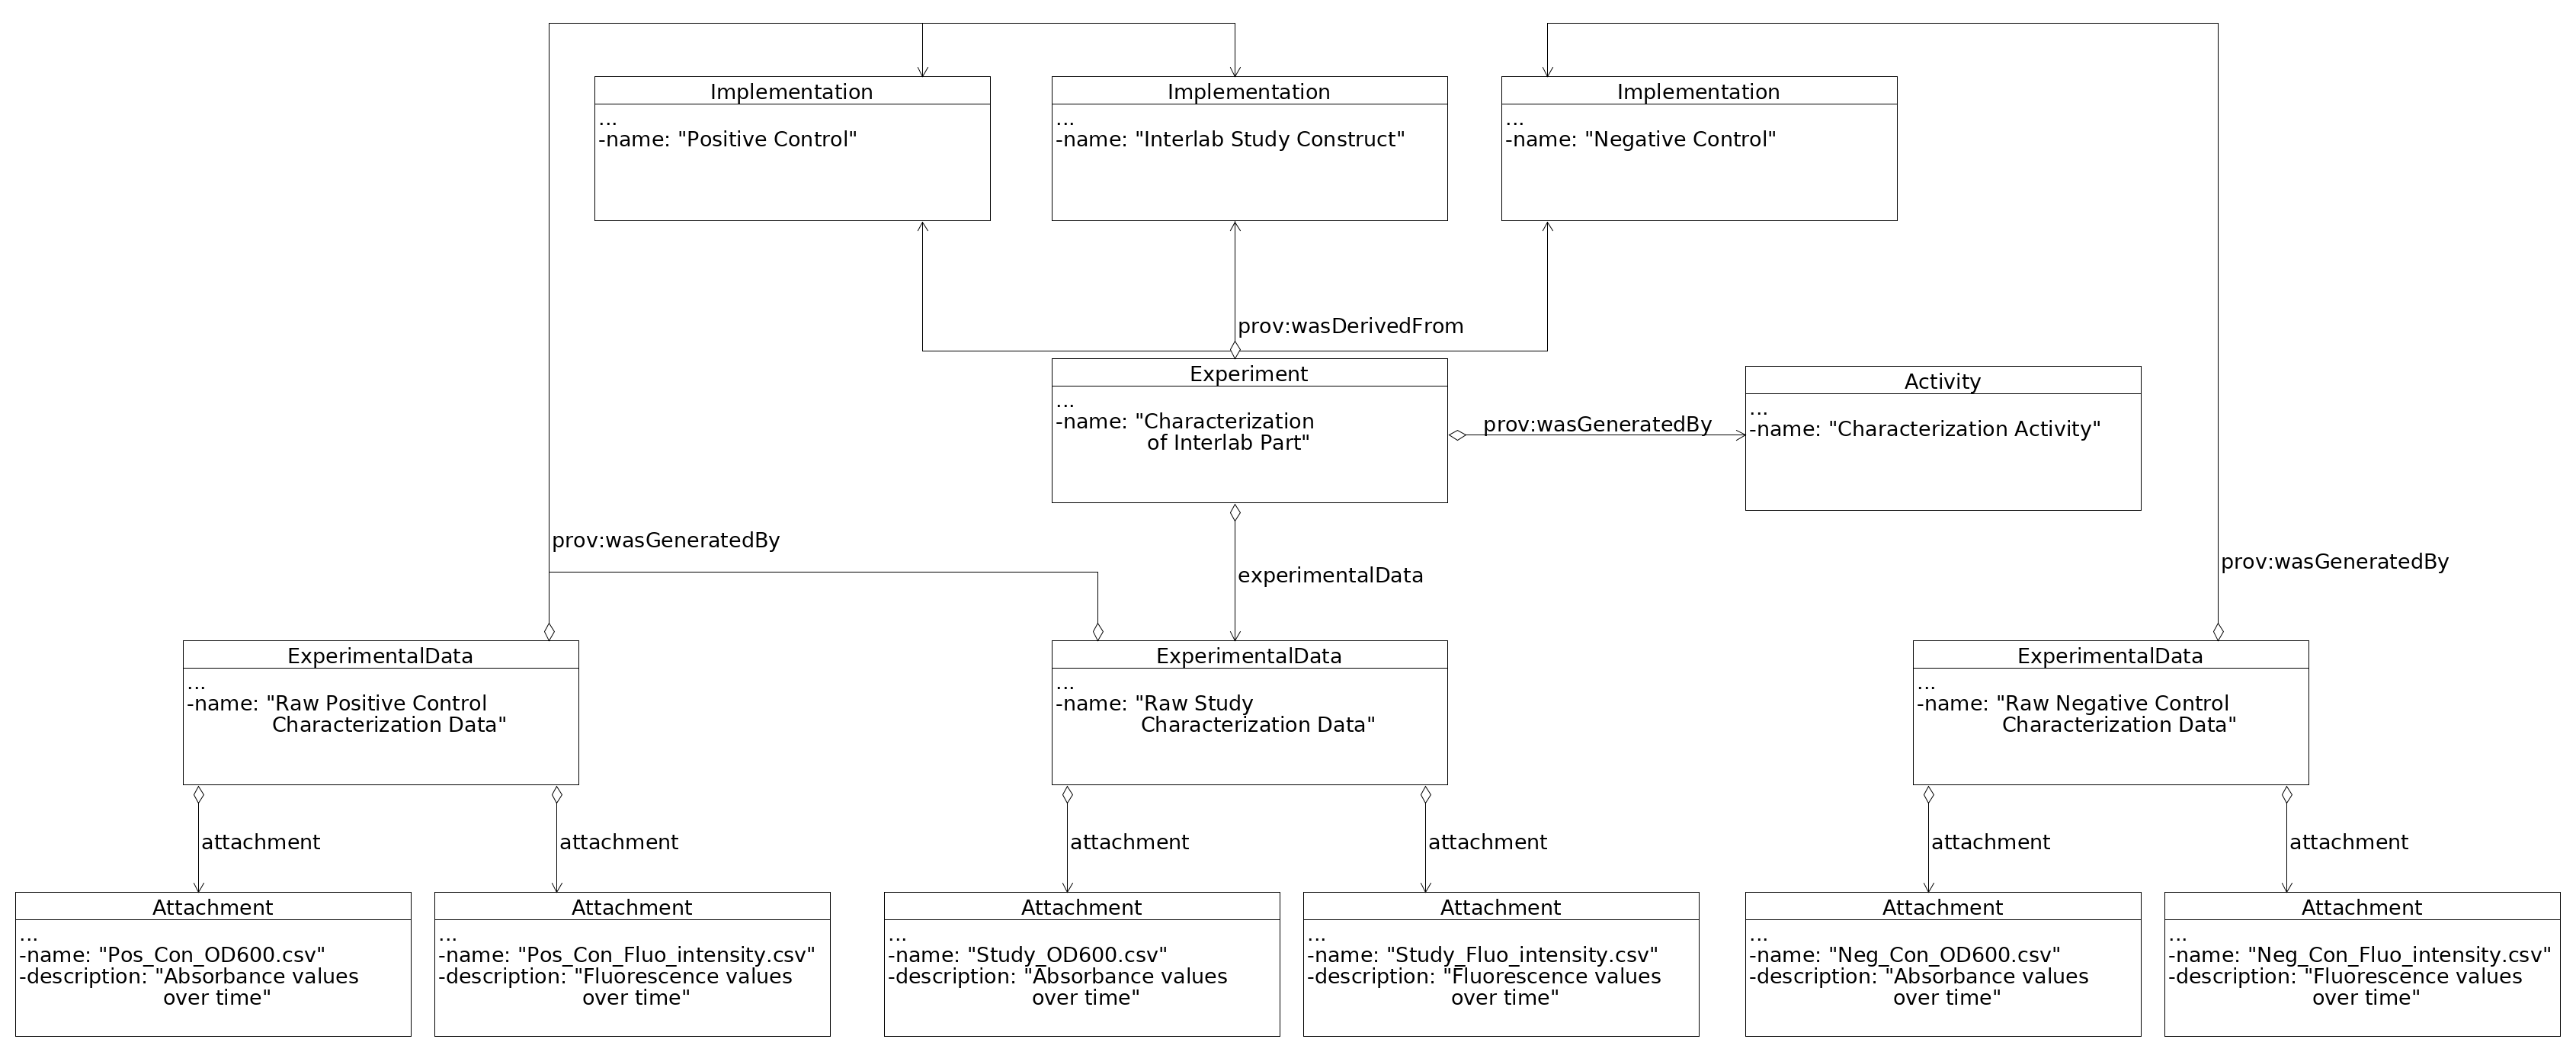 Implementation
...
-name: "Positive Control"
Implementation
...
-name: "Interlab Study Construct"
Implementation
...
-name: "Negative Control"
prov:wasDerivedFrom
Experiment
...
-name: "Characterization
of Interlab Part"
prov:wasGeneratedBy
Activity
...
-name: "Characterization Activity"
prov:wasGeneratedBy
experimentalData
prov:wasGeneratedBy
ExperimentalData
...
-name: "Raw Positive Control
Characterization Data"
ExperimentalData
...
-name: "Raw Study
Characterization Data"
ExperimentalData
...
-name: "Raw Negative Control
Characterization Data"
attachment
attachment
attachment
attachment
attachment
attachment
Attachment
...
-name: "Pos_Con_OD600.csv"
-description: "Absorbance values
over time"
Attachment
...
-name: "Pos_Con_Fluo_intensity.csv"
-description: "Fluorescence values
over time"
Attachment
...
-name: "Study_OD600.csv"
-description: "Absorbance values
over time"
Attachment
...
-name: "Study_Fluo_intensity.csv"
-description: "Fluorescence values
over time"
Attachment
...
-name: "Neg_Con_OD600.csv"
-description: "Absorbance values
over time"
Attachment
...
-name: "Neg_Con_Fluo_intensity.csv"
-description: "Fluorescence values
over time"